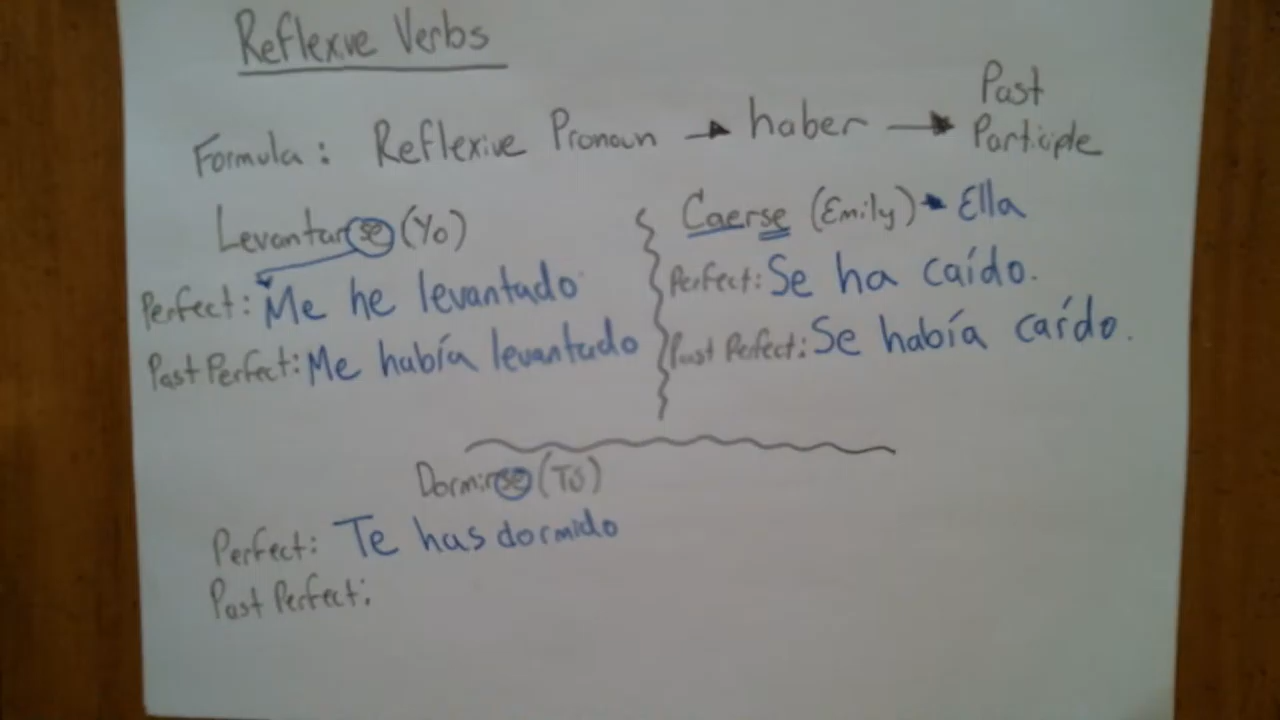 Reflexive Verbs
Formula: Reflexive Pronoun → haber → Past Participle
Levantarse (Yo)
Perfect: Me he levantado
Past Perfect: Me había levantado
Caerse (Emily) → Ella
Perfect: Se ha caído.
Past Perfect: Se había caído.
Dormirse (Tú)
Perfect: Te has dormido
Past Perfect: